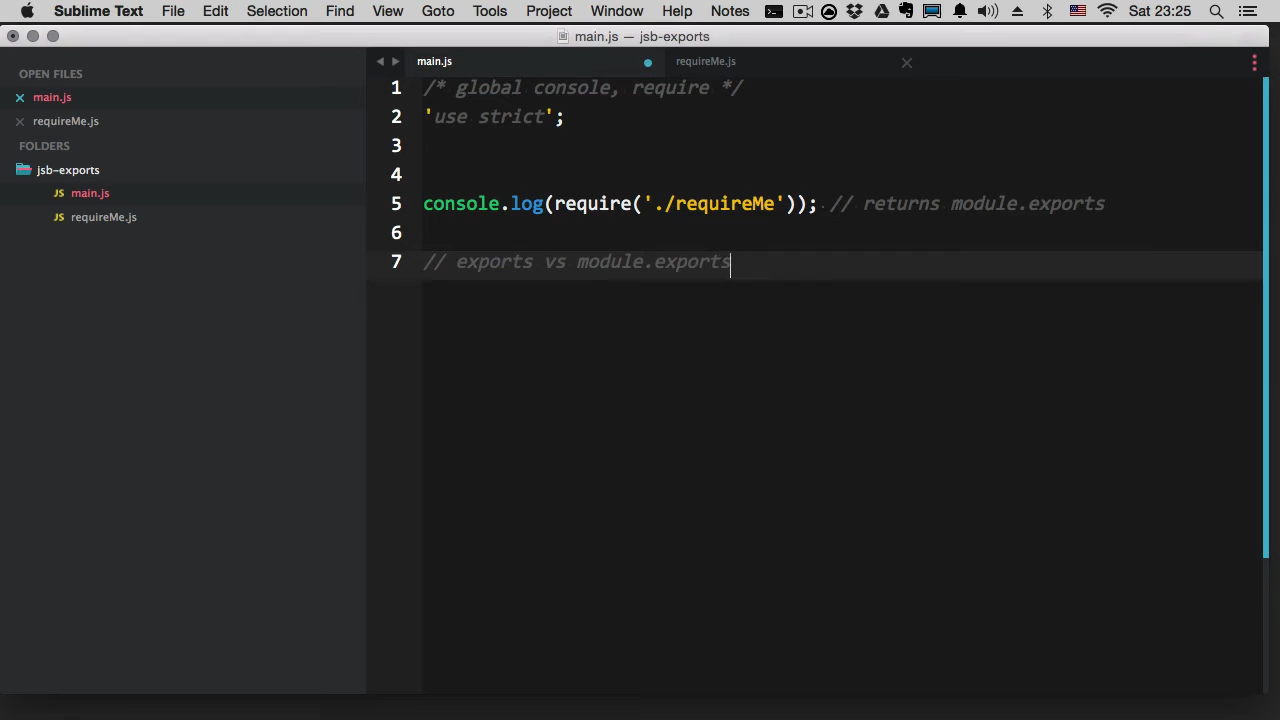 Sublime Text File Edit Selection Find View Goto Tools Project Window Help Notes Sat 23:25
main.js — jsb-exports
OPEN FILES
main.js
requireMe.js
FOLDERS
jsb-exports
JS main.js
JS requireMe.js
main.js requireMe.js
1 /* global console, require */
2 'use strict';
3
4
5 console.log(require('./requireMe')); // returns module.exports
6
7 // exports vs module.exports